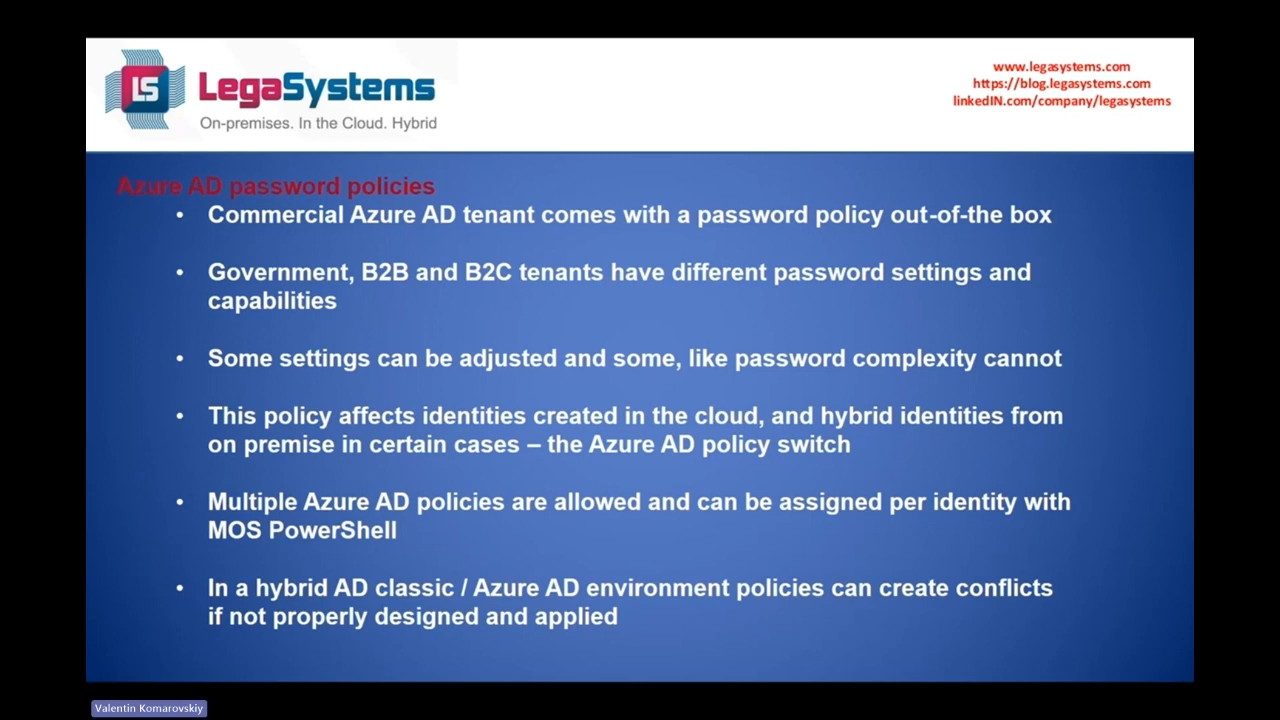 LS
LegaSystems
On-premises. In the Cloud. Hybrid
www.legasystems.com
https://blog.legasystems.com
linkedIN.com/company/legasystems
Azure AD password policies
• Commercial Azure AD tenant comes with a password policy out-of-the box
• Government, B2B and B2C tenants have different password settings and
capabilities
• Some settings can be adjusted and some, like password complexity cannot
• This policy affects identities created in the cloud, and hybrid identities from
on premise in certain cases – the Azure AD policy switch
• Multiple Azure AD policies are allowed and can be assigned per identity with
MOS PowerShell
• In a hybrid AD classic / Azure AD environment policies can create conflicts
if not properly designed and applied
Valentin Komarovskiy